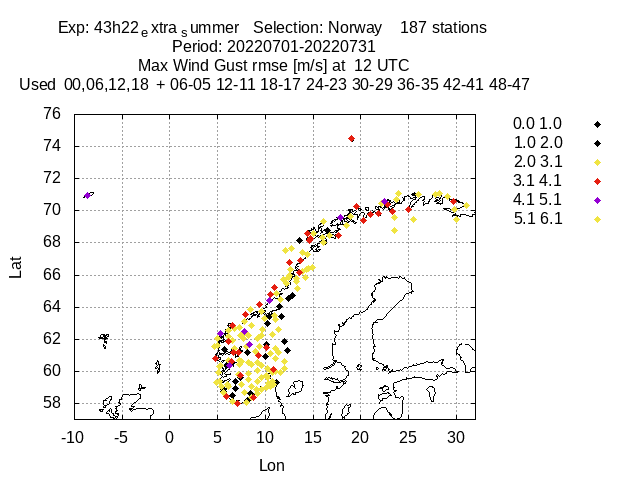 Exp: 43h22extrasummer   Selection: Norway    187 stations
Period: 20220701-20220731
Max Wind Gust rmse [m/s] at  12 UTC
Used  00,06,12,18  + 06-05 12-11 18-17 24-23 30-29 36-35 42-41 48-47
76
74
72
70
68
66
64
62
60
58
Lat
-10 -5 0 5 10 15 20 25 30
Lon
0.0 1.0
1.0 2.0
2.0 3.1
3.1 4.1
4.1 5.1
5.1 6.1